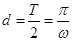 d = T/2 = π/ω